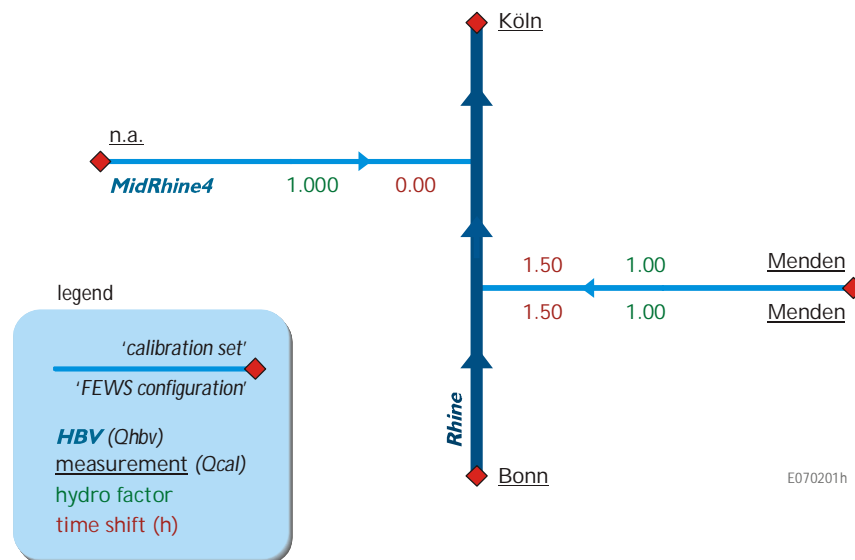 Köln
n.a.
MidRhine4 1.000 0.00
1.50 1.00 Menden
1.50 1.00 Menden
legend
'calibration set'
'FEWS configuration'
HBV (Qhbv)
measurement (Qcal)
hydro factor
time shift (h)
Rhine
Bonn
E070201h